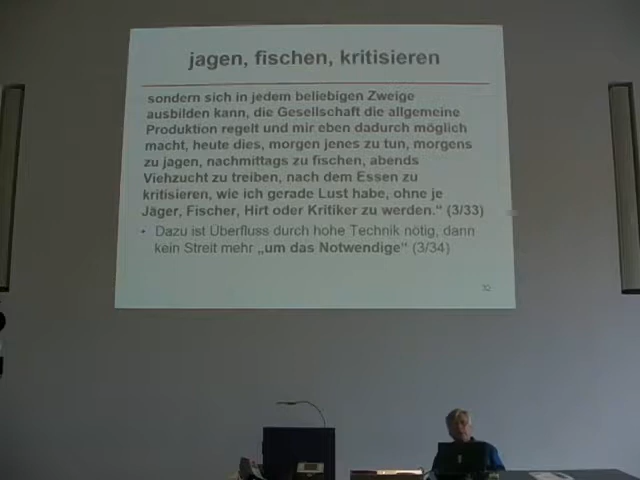 jagen, fischen, kritisieren
sondern sich in jedem beliebigen Zweige
ausbilden kann, die Gesellschaft die allgemeine
Produktion regelt und mir eben dadurch möglich
macht, heute dies, morgen jenes zu tun, morgens
zu jagen, nachmittags zu fischen, abends
Viehzucht zu treiben, nach dem Essen zu
kritisieren, wie ich gerade Lust habe, ohne je
Jäger, Fischer, Hirt oder Kritiker zu werden.“ (3/33)
• Dazu ist Überfluss durch hohe Technik nötig, dann
kein Streit mehr „um das Notwendige“ (3/34)
32